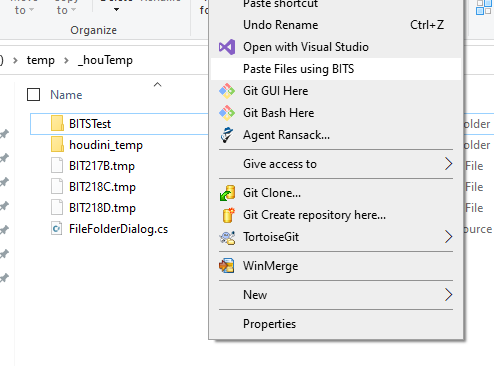 move to
Copy to
Delete
Rename
Organize
) > temp > _houTemp
Name
BITSTest
houdini_temp
BIT217B.tmp
BIT218C.tmp
BIT218D.tmp
FileFolderDialog.cs
Paste shortcut
Undo Rename Ctrl+Z
Open with Visual Studio
Paste Files using BITS
Git GUI Here
Git Bash Here
Agent Ransack...
Give access to
Git Clone...
Git Create repository here...
TortoiseGit
WinMerge
New
Properties
older
older
File
File
File
ource